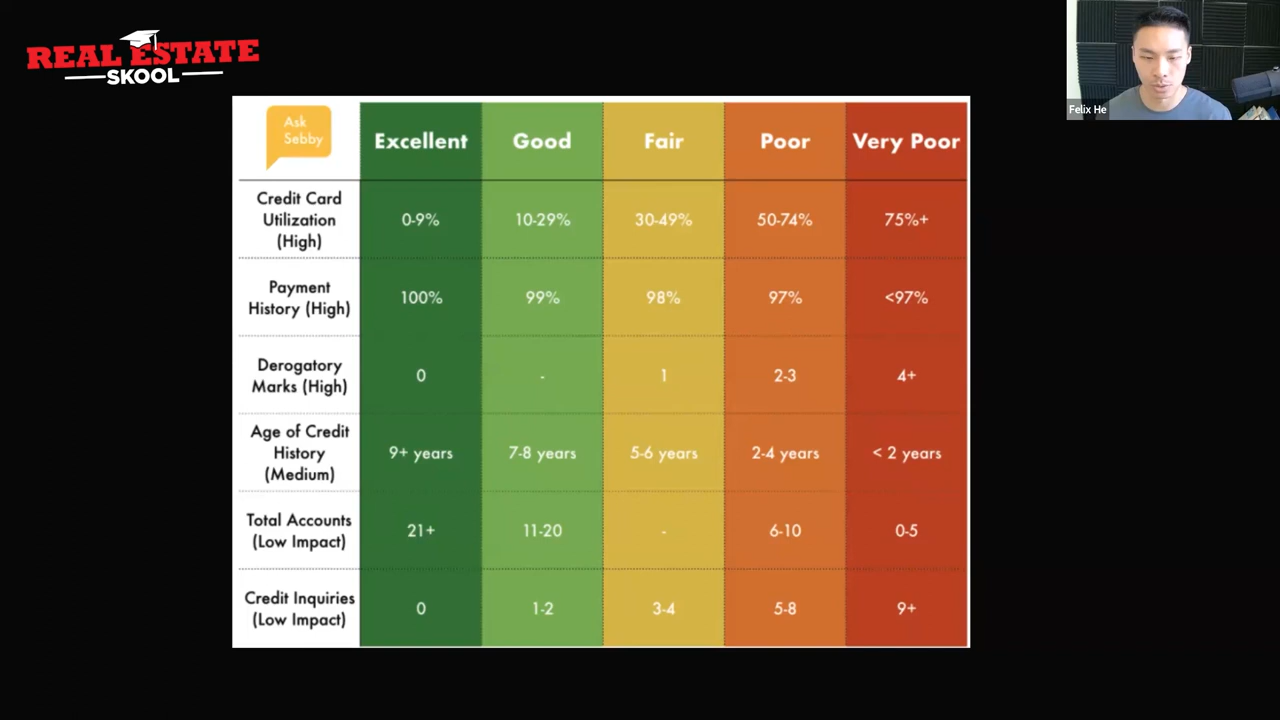 REAL ESTATE
SKOOL
Felix He
Ask
Sebby
Excellent
Good
Fair
Poor
Very Poor
Credit Card
Utilization
(High)
0-9%
10-29%
30-49%
50-74%
75%+
Payment
History (High)
100%
99%
98%
97%
<97%
Derogatory
Marks (High)
0
-
1
2-3
4+
Age of Credit
History
(Medium)
9+ years
7-8 years
5-6 years
2-4 years
< 2 years
Total Accounts
(Low Impact)
21+
11-20
-
6-10
0-5
Credit Inquiries
(Low Impact)
0
1-2
3-4
5-8
9+